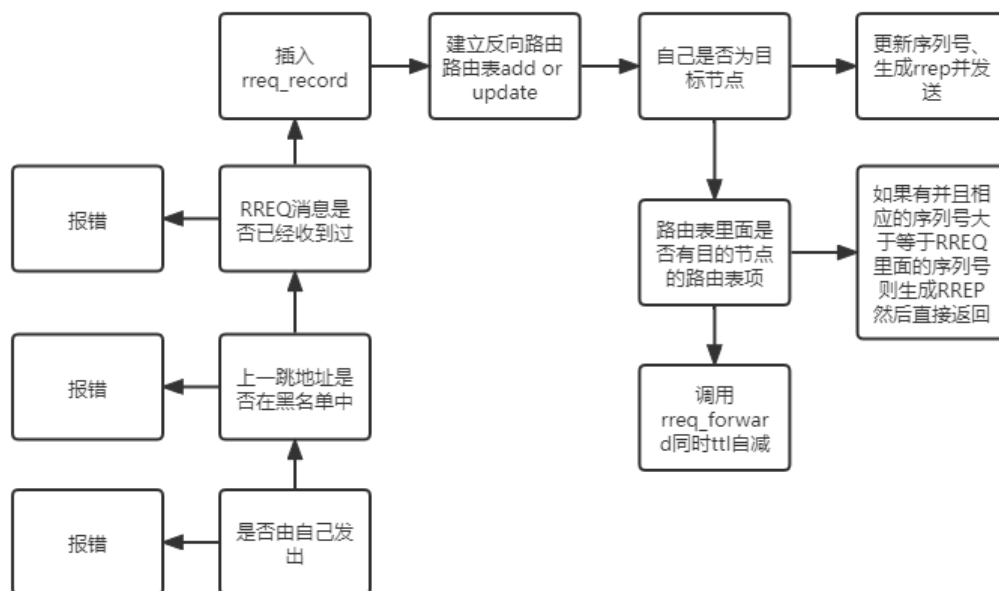 插入
rreq_record
建立反向路由
路由表add or
update
自己是否为目
标节点
更新序列号、
生成rrep并发
送
报错
RREQ消息是
否已经收到过
路由表里面是
否有目的节点
的路由表项
如果有并且相
应的序列号大
于等于RREQ
里面的序列号
则生成RREP
然后直接返回
报错
上一跳地址是
否在黑名单中
调用
rreq_forwar
d同时ttl自减
报错
是否由自己发
出